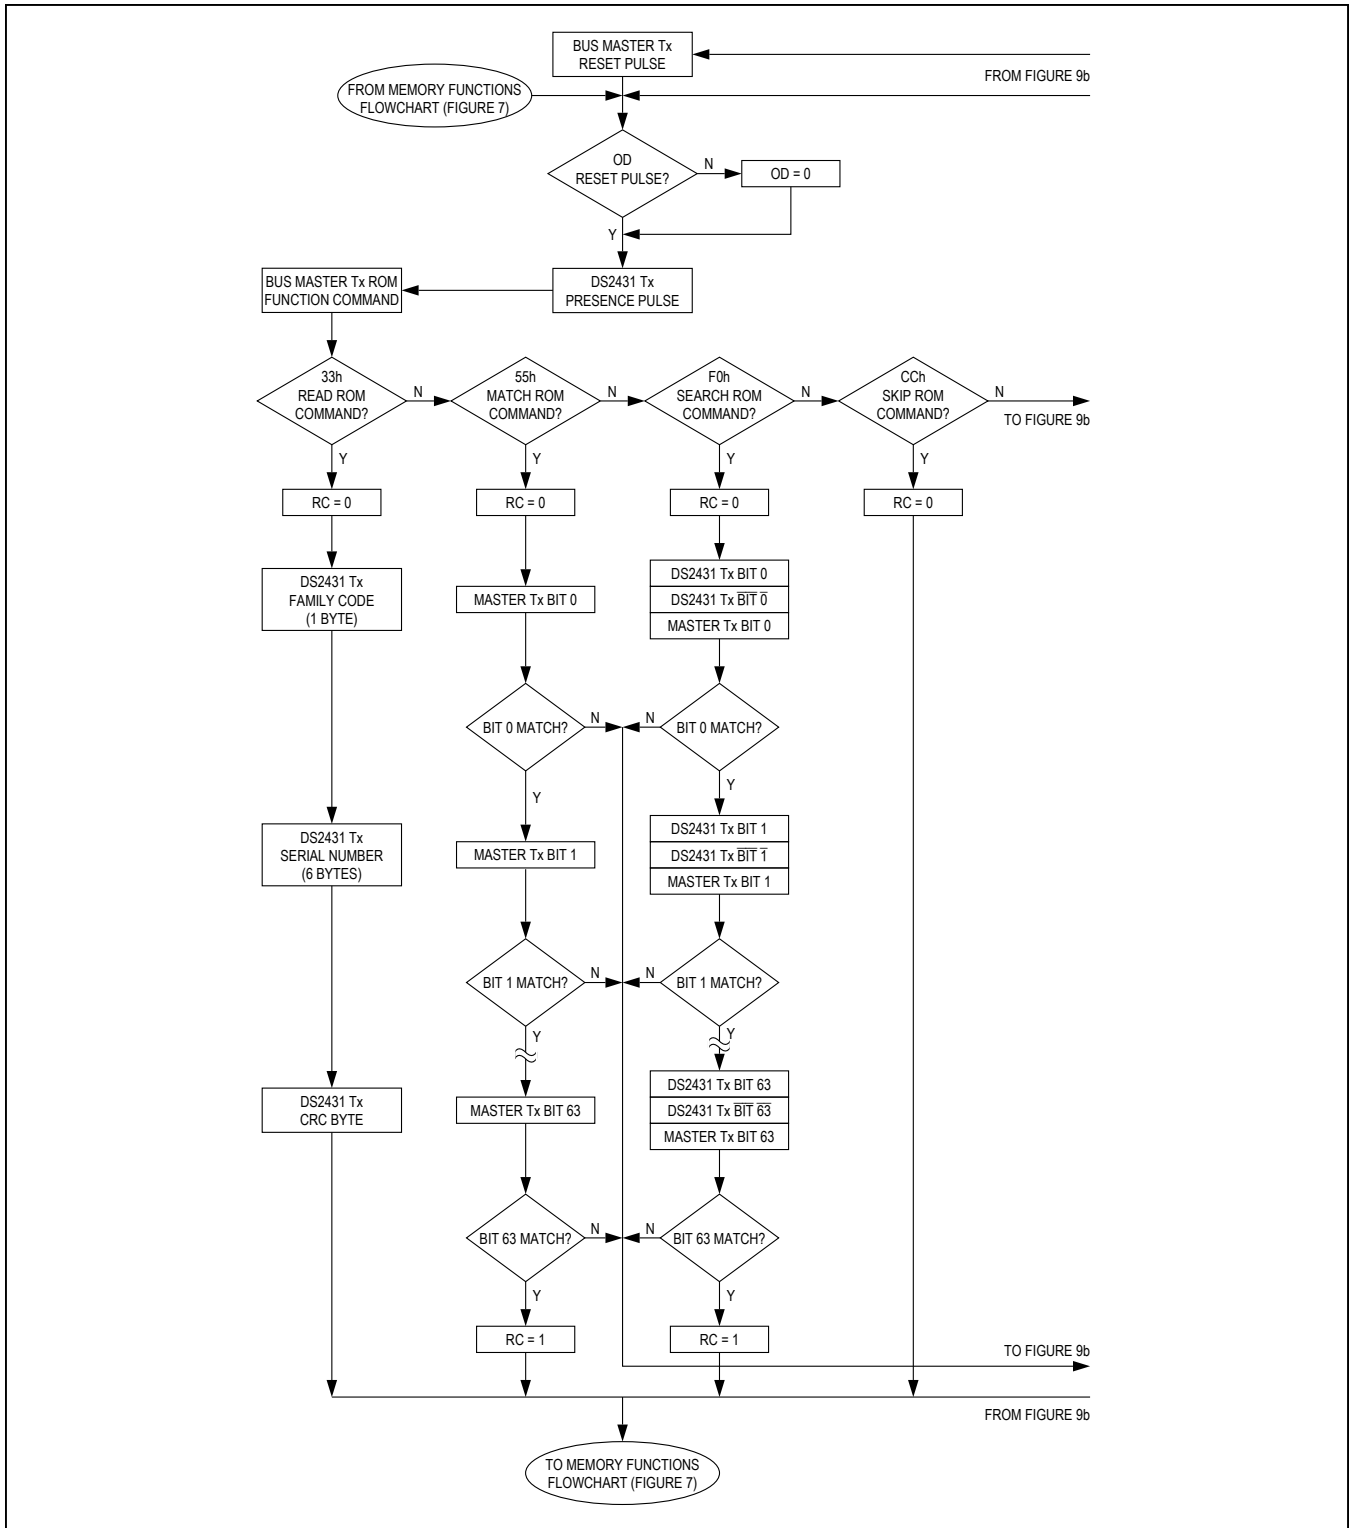 BUS MASTER Tx
RESET PULSE
FROM FIGURE 9b
FROM MEMORY FUNCTIONS
FLOWCHART (FIGURE 7)
OD
RESET PULSE?
N
OD = 0
Y
BUS MASTER Tx ROM
FUNCTION COMMAND
DS2431 Tx
PRESENCE PULSE
33h
READ ROM
COMMAND?
N
55h
MATCH ROM
COMMAND?
N
F0h
SEARCH ROM
COMMAND?
N
CCh
SKIP ROM
COMMAND?
N
TO FIGURE 9b
Y
Y
Y
Y
RC = 0
RC = 0
RC = 0
RC = 0
DS2431 Tx
FAMILY CODE
(1 BYTE)
MASTER Tx BIT 0
DS2431 Tx BIT 0
DS2431 Tx B̅I̅T̅ 0̅
MASTER Tx BIT 0
BIT 0 MATCH?
N
N
BIT 0 MATCH?
Y
Y
DS2431 Tx
SERIAL NUMBER
(6 BYTES)
MASTER Tx BIT 1
DS2431 Tx BIT 1
DS2431 Tx B̅I̅T̅ 1̅
MASTER Tx BIT 1
BIT 1 MATCH?
N
N
BIT 1 MATCH?
Y
Y
DS2431 Tx
CRC BYTE
MASTER Tx BIT 63
DS2431 Tx BIT 63
DS2431 Tx B̅I̅T̅ 6̅3̅
MASTER Tx BIT 63
BIT 63 MATCH?
N
N
BIT 63 MATCH?
Y
Y
RC = 1
RC = 1
TO FIGURE 9b
FROM FIGURE 9b
TO MEMORY FUNCTIONS
FLOWCHART (FIGURE 7)